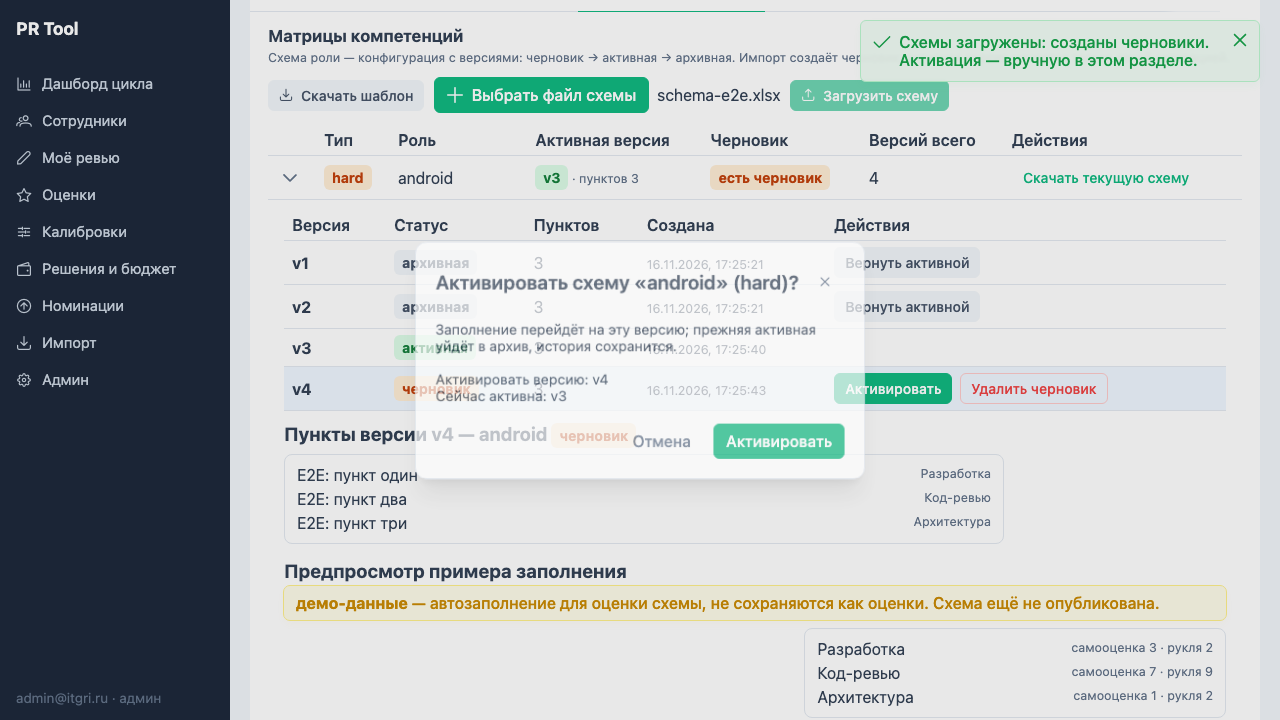 PR Tool
Дашборд цикла
Сотрудники
Моё ревью
Оценки
Калибровки
Решения и бюджет
Номинации
Импорт
Админ
admin@itgri.ru · админ
Матрицы компетенций
Схема роли — конфигурация с версиями: черновик → активная → архивная. Импорт создаёт
Схемы загружены: созданы черновики.
Активация — вручную в этом разделе.
Скачать шаблон
Выбрать файл схемы
schema-e2e.xlsx
Загрузить схему
Тип Роль Активная версия Черновик Версий всего Действия
hard android v3 · пунктов 3 есть черновик 4 Скачать текущую схему
Версия Статус Пунктов Создана Действия
v1 архивная 3 16.11.2026, 17:25:21 Вернуть активной
v2 архивная 3 16.11.2026, 17:25:21 Вернуть активной
v3 активная 3 16.11.2026, 17:25:40
v4 черновик 3 16.11.2026, 17:25:43 Активировать Удалить черновик
Активировать схему «android» (hard)?
Заполнение перейдёт на эту версию; прежняя активная
уйдёт в архив, история сохранится.
Активировать версию: v4
Сейчас активна: v3
Отмена Активировать
Пункты версии v4 — android черновик
E2E: пункт один Разработка
E2E: пункт два Код-ревью
E2E: пункт три Архитектура
Предпросмотр примера заполнения
демо-данные — автозаполнение для оценки схемы, не сохраняются как оценки. Схема ещё не опубликована.
Разработка самооценка 3 · рукля 2
Код-ревью самооценка 7 · рукля 9
Архитектура самооценка 1 · рукля 2